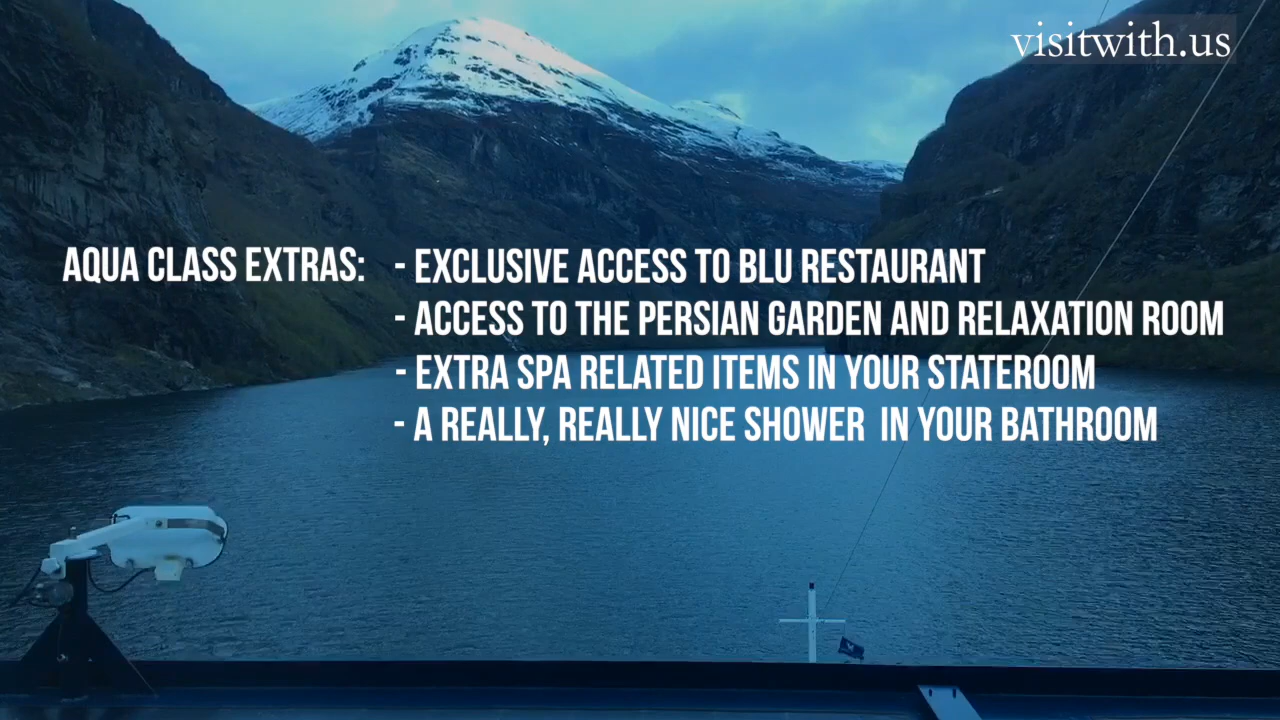 visitwith.us
AQUA CLASS EXTRAS: - EXCLUSIVE ACCESS TO BLU RESTAURANT
- ACCESS TO THE PERSIAN GARDEN AND RELAXATION ROOM
- EXTRA SPA RELATED ITEMS IN YOUR STATEROOM
- A REALLY, REALLY NICE SHOWER IN YOUR BATHROOM